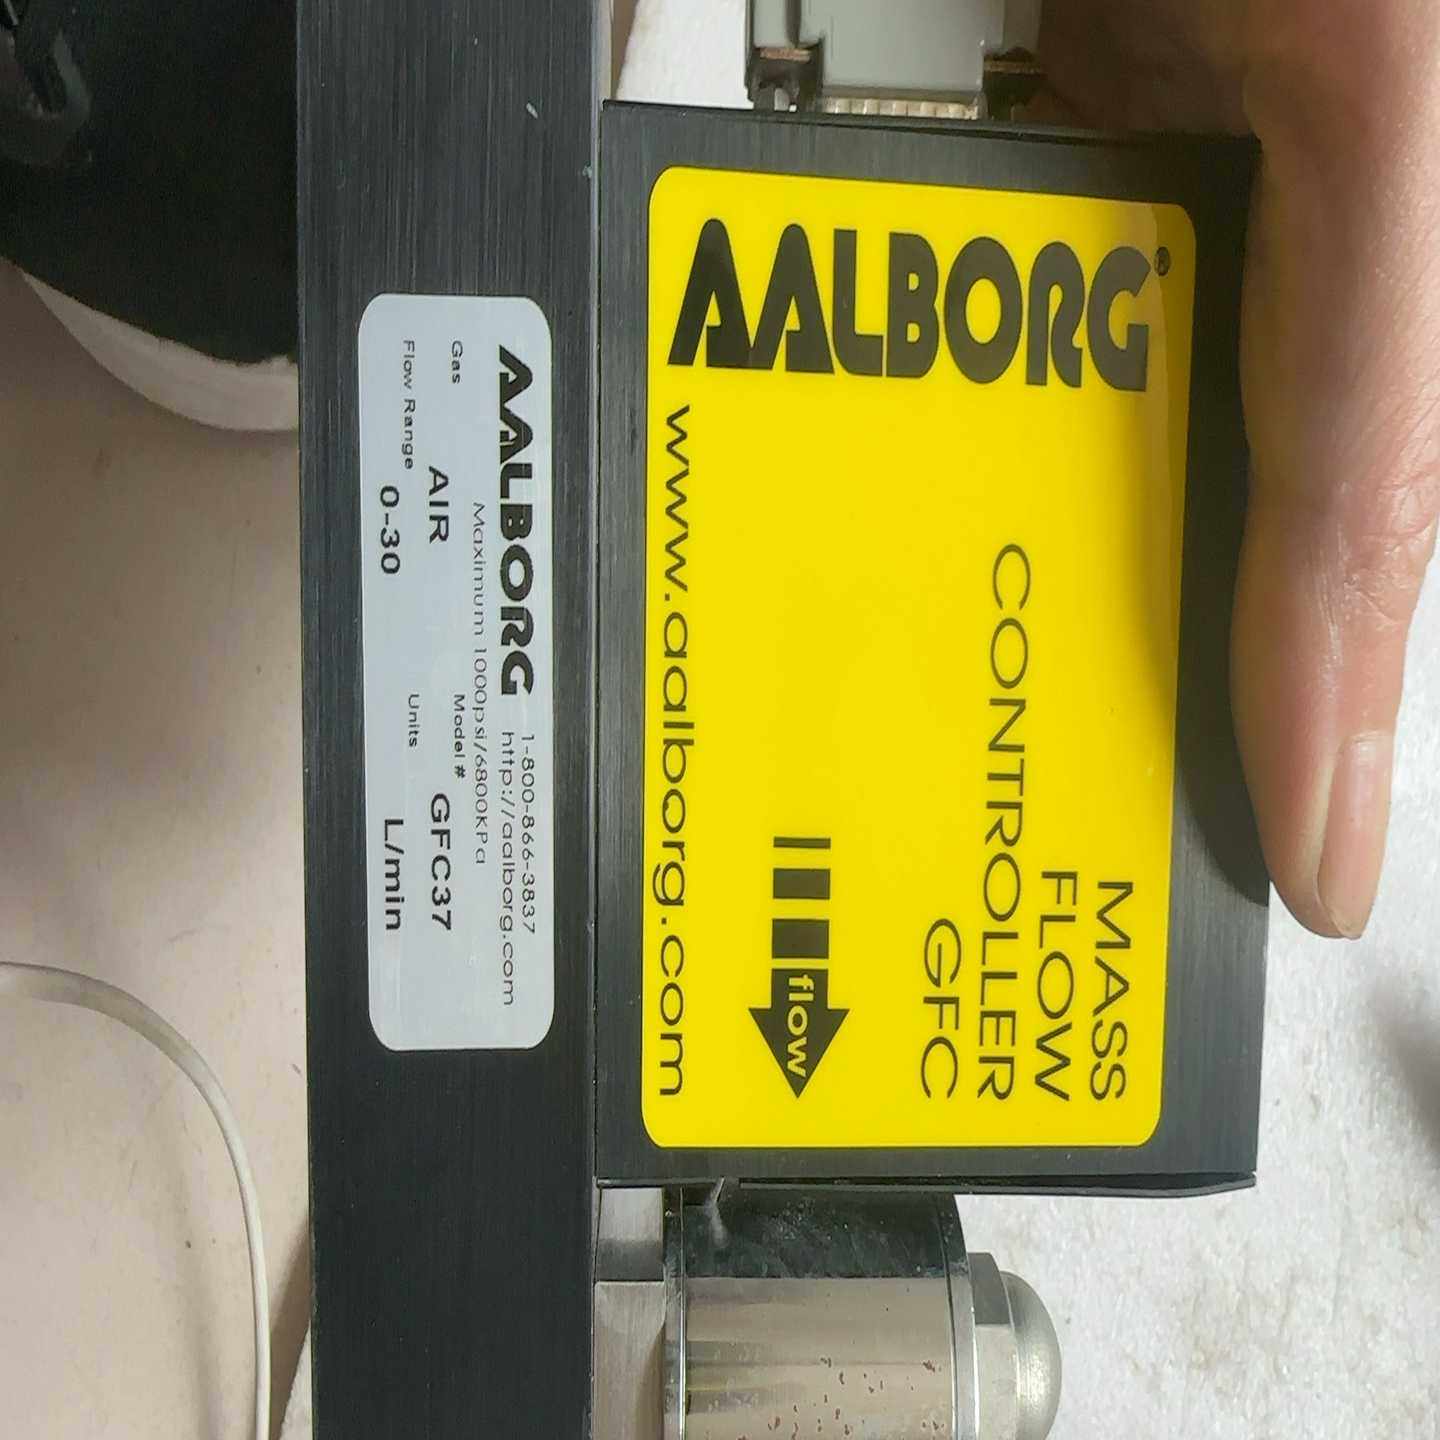 AALBORG®
MASS
FLOW
CONTROLLER
GFC
flow
www.aalborg.com
AALBORG
1-800-866-3837
http://aalborg.com
Maximum 1000psi/6800KPa
Gas AIR Model # GFC37
Flow Range 0-30 Units L/min